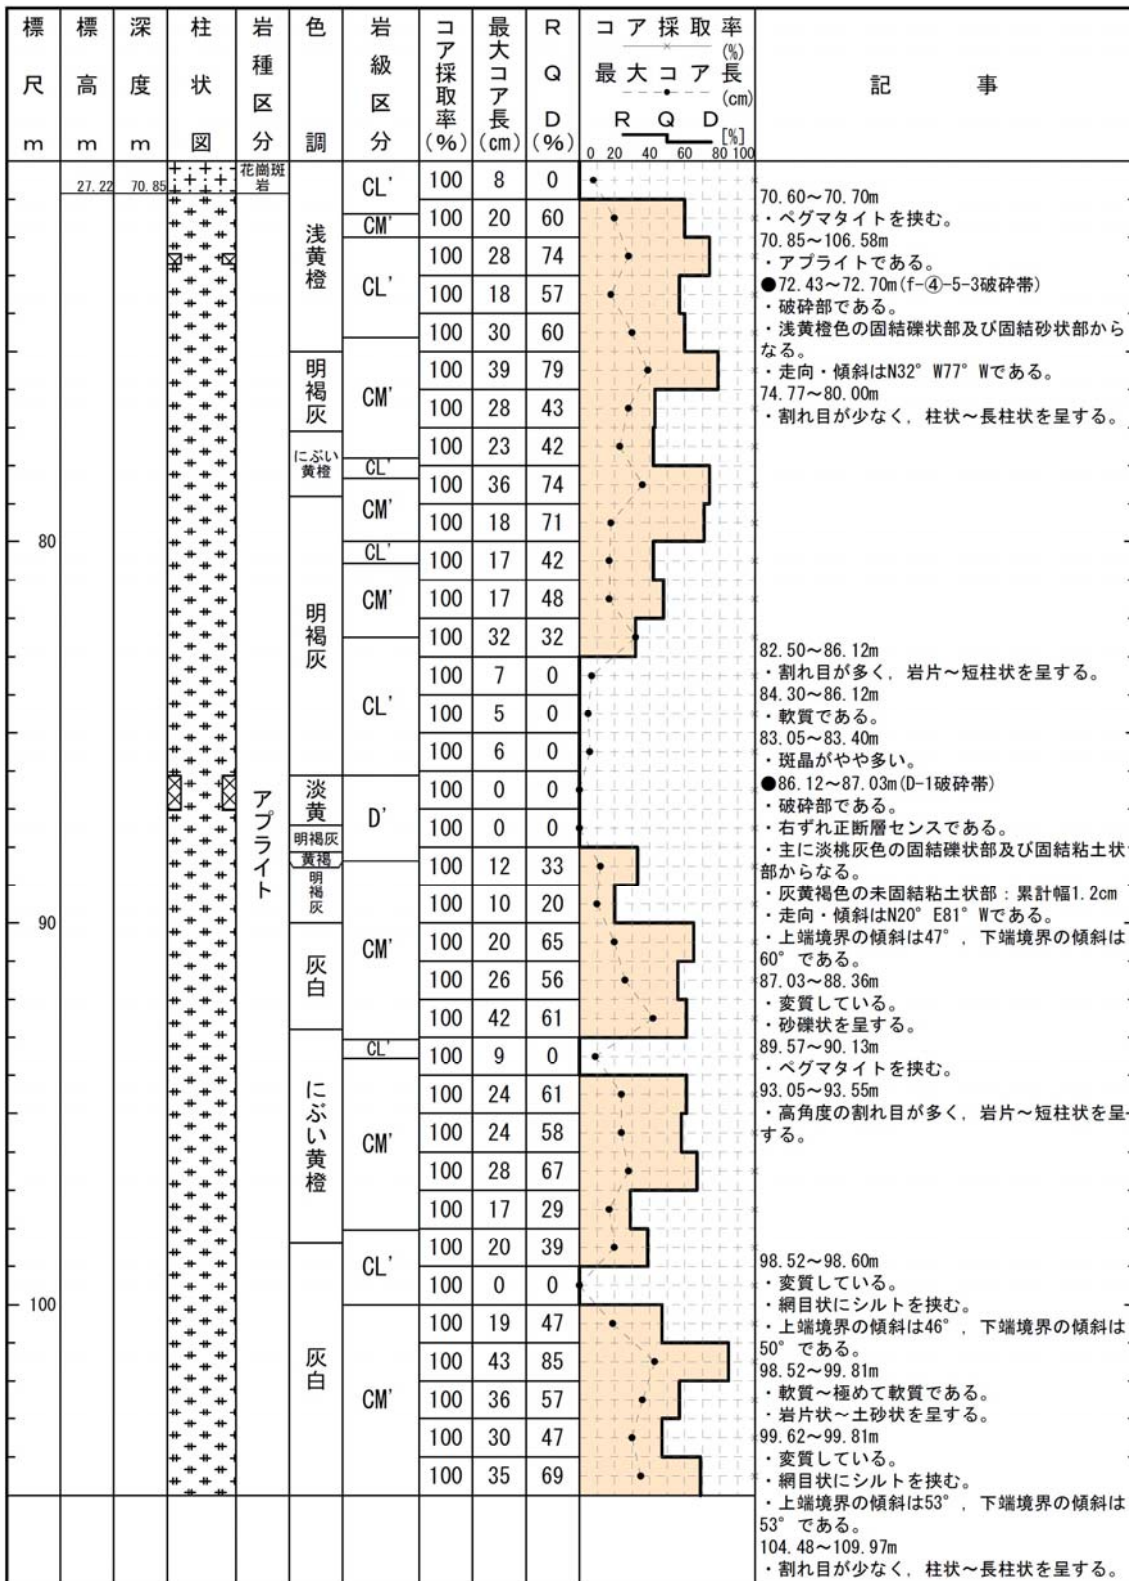 標尺m
標高m
深度m
柱状図
岩種区分
色調
岩級区分
コア採取率(%)
最大コア長(cm)
RQD(%)
コア採取率(%)
最大コア長(cm)
RQD[%]
0 20 40 60 80 100
記事
27.22 70.85
花崗斑岩
アプライト
浅黄橙
明褐灰
にぶい黄橙
明褐灰
淡黄
明褐灰
黄褐
明褐灰
灰白
にぶい黄橙
灰白
CL'
CM'
CL'
CM'
CL'
CM'
CL'
CM'
CL'
D'
CM'
CL'
CM'
CL'
CM'
80
90
100
100 8 0
100 20 60
100 28 74
100 18 57
100 30 60
100 39 79
100 28 43
100 23 42
100 36 74
100 18 71
100 17 42
100 17 48
100 32 32
100 7 0
100 5 0
100 6 0
100 0 0
100 0 0
100 12 33
100 10 20
100 20 65
100 26 56
100 42 61
100 9 0
100 24 61
100 24 58
100 28 67
100 17 29
100 20 39
100 0 0
100 19 47
100 43 85
100 36 57
100 30 47
100 35 69
70.60～70.70m
・ペグマタイトを挟む。
70.85～106.58m
・アプライトである。
●72.43～72.70m(f-④-5-3破砕帯)
・破砕部である。
・浅黄橙色の固結礫状部及び固結砂状部から
なる。
・走向・傾斜はN32°W77°Wである。
74.77～80.00m
・割れ目が少なく，柱状～長柱状を呈する。
82.50～86.12m
・割れ目が多く，岩片～短柱状を呈する。
84.30～86.12m
・軟質である。
83.05～83.40m
・斑晶がやや多い。
●86.12～87.03m(D-1破砕帯)
・破砕部である。
・右ずれ正断層センスである。
・主に淡桃灰色の固結礫状部及び固結粘土状
部からなる。
・灰黄褐色の未固結粘土状部：累計幅1.2cm
・走向・傾斜はN20°E81°Wである。
・上端境界の傾斜は47°，下端境界の傾斜は
60°である。
87.03～88.36m
・変質している。
・砂礫状を呈する。
89.57～90.13m
・ペグマタイトを挟む。
93.05～93.55m
・高角度の割れ目が多く，岩片～短柱状を呈
する。
98.52～98.60m
・変質している。
・網目状にシルトを挟む。
・上端境界の傾斜は46°，下端境界の傾斜は
50°である。
98.52～99.81m
・軟質～極めて軟質である。
・岩片状～土砂状を呈する。
99.62～99.81m
・変質している。
・網目状にシルトを挟む。
・上端境界の傾斜は53°，下端境界の傾斜は
53°である。
104.48～109.97m
・割れ目が少なく，柱状～長柱状を呈する。